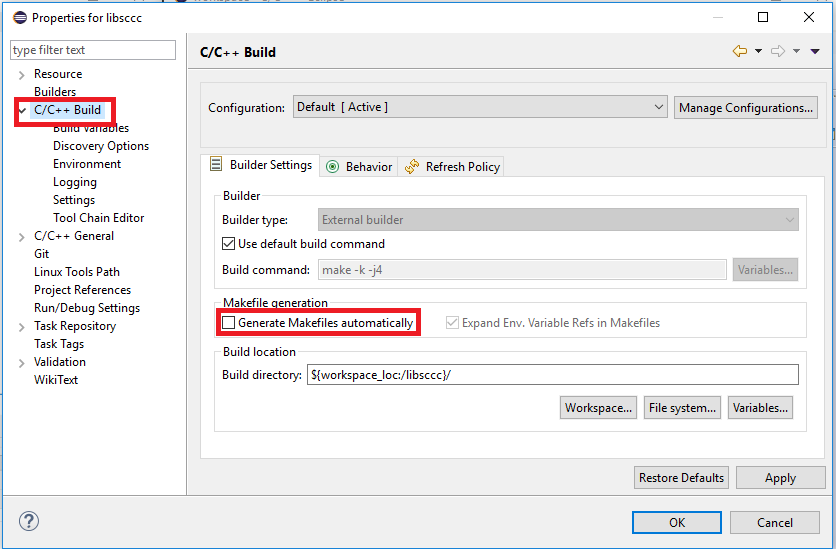 Properties for libsccc
type filter text
Resource
Builders
C/C++ Build
Build Variables
Discovery Options
Environment
Logging
Settings
Tool Chain Editor
C/C++ General
Git
Linux Tools Path
Project References
Run/Debug Settings
Task Repository
Task Tags
Validation
WikiText
C/C++ Build
Configuration: Default [ Active ] Manage Configurations...
Builder Settings Behavior Refresh Policy
Builder
Builder type: External builder
Use default build command
Build command: make -k -j4 Variables...
Makefile generation
Generate Makefiles automatically Expand Env. Variable Refs in Makefiles
Build location
Build directory: ${workspace_loc:/libsccc}/
Workspace... File system... Variables...
Restore Defaults Apply
? OK Cancel